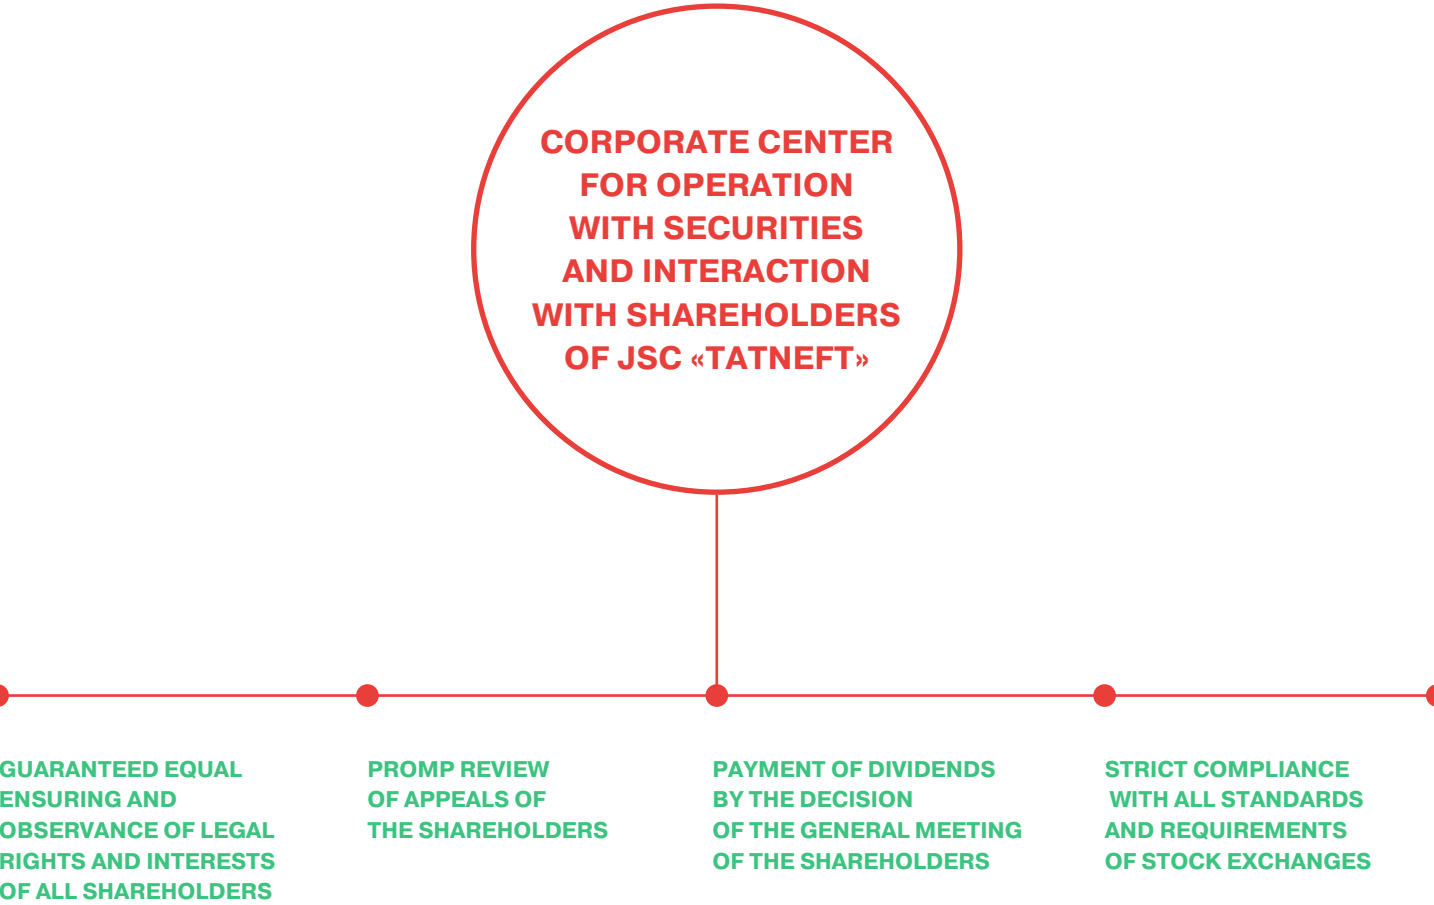 CORPORATE CENTER
FOR OPERATION
WITH SECURITIES
AND INTERACTION
WITH SHAREHOLDERS
OF JSC «TATNEFT»
GUARANTEED EQUAL
ENSURING AND
OBSERVANCE OF LEGAL
RIGHTS AND INTERESTS
OF ALL SHAREHOLDERS
PROMP REVIEW
OF APPEALS OF
THE SHAREHOLDERS
PAYMENT OF DIVIDENDS
BY THE DECISION
OF THE GENERAL MEETING
OF THE SHAREHOLDERS
STRICT COMPLIANCE
WITH ALL STANDARDS
AND REQUIREMENTS
OF STOCK EXCHANGES